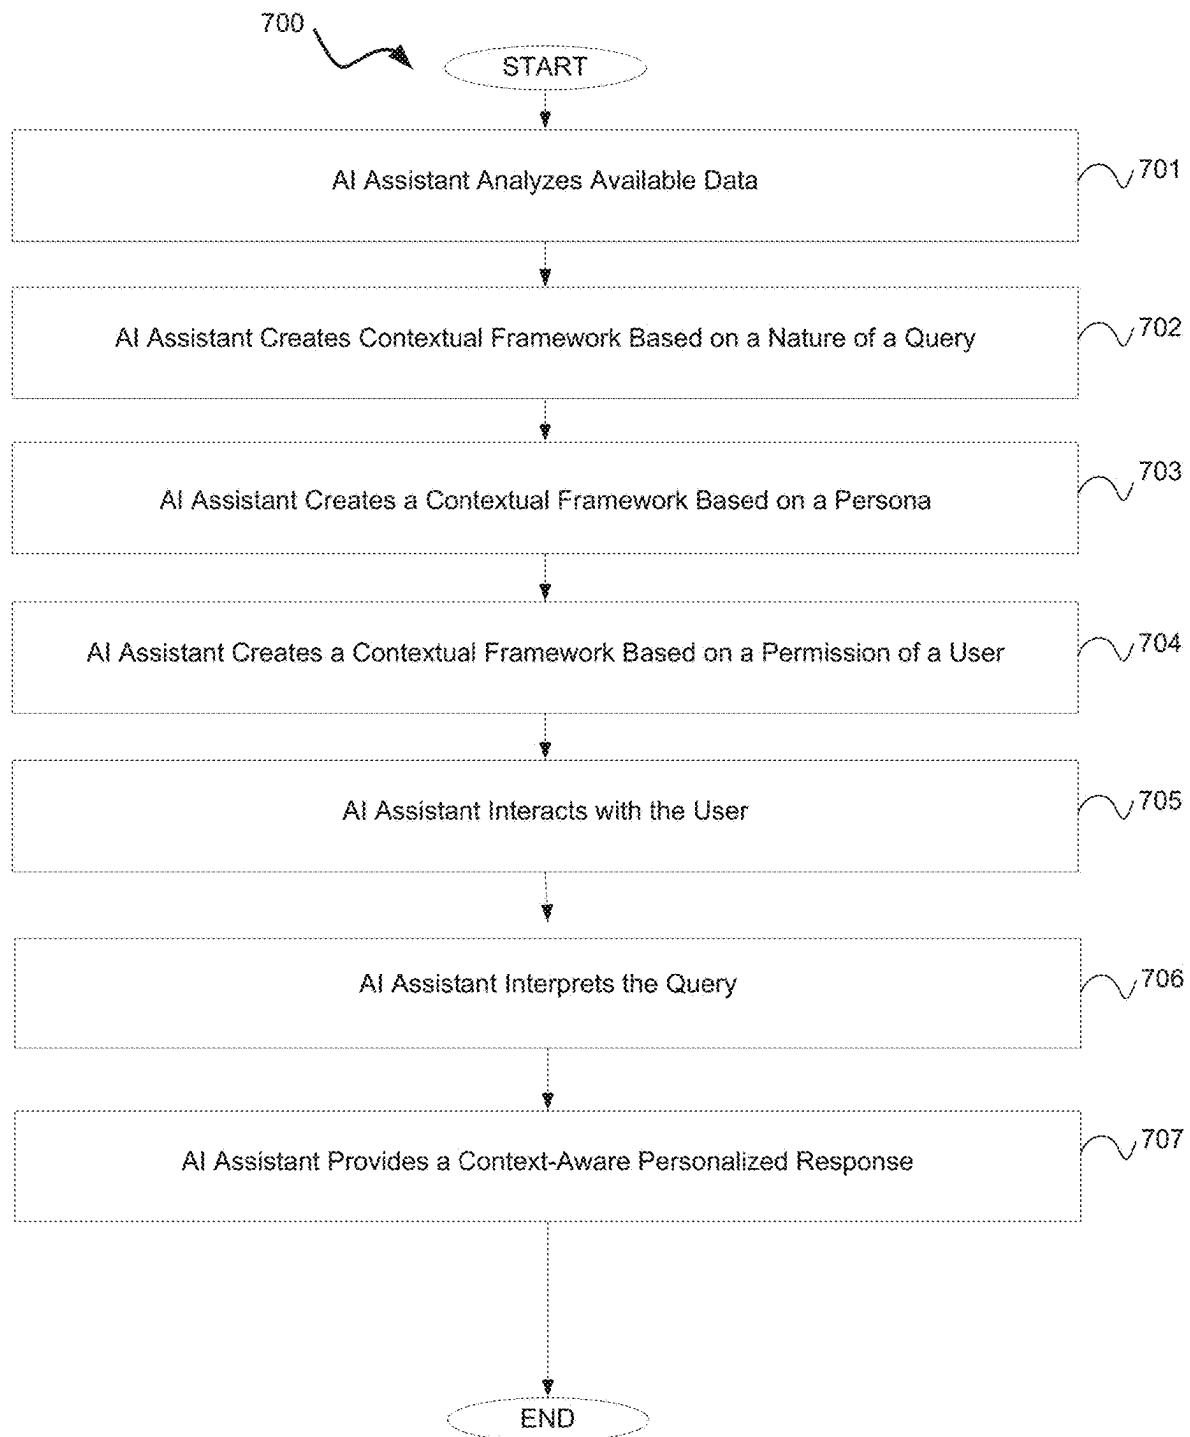 700
START
AI Assistant Analyzes Available Data
701
AI Assistant Creates Contextual Framework Based on a Nature of a Query
702
AI Assistant Creates a Contextual Framework Based on a Persona
703
AI Assistant Creates a Contextual Framework Based on a Permission of a User
704
AI Assistant Interacts with the User
705
AI Assistant Interprets the Query
706
AI Assistant Provides a Context-Aware Personalized Response
707
END